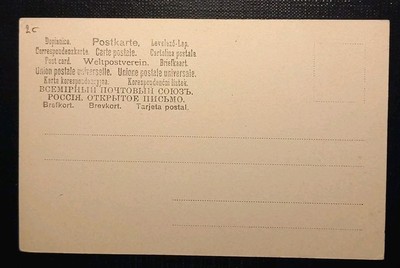 2c
Dopisnica. Postkarte. Levelező-Lap.
Correspondenzkarte. Carte postale. Cartolina postale.
Post card. Weltpostverein. Briefkaart.
Union postale universelle. Unione postale universale.
Karta korespondencyjna. Korespondenční lístek.
ВСЕМІРНЫЙ ПОЧТОВЫЙ СОЮЗЪ.
РОССІЯ. ОТКРЫТОЕ ПИСЬМО.
Brefkort. Brevkort. Tarjeta postal.